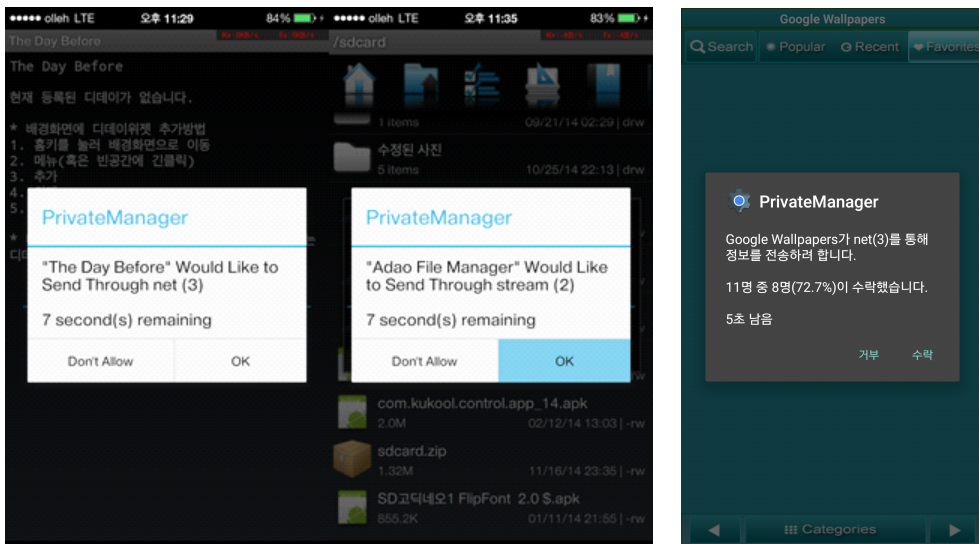 ●●●●● olleh LTE 오후 11:29 84%
The Day Before
The Day Before
현재 등록된 디데이가 없습니다.
* 배경화면에 디데이위젯 추가방법
1. 홈키를 눌러 배경화면으로 이동
2. 메뉴(혹은 빈공간에 긴클릭)
3. 추가
4.
5.
*
PrivateManager
"The Day Before" Would Like to
Send Through net (3)
7 second(s) remaining
Don't Allow OK
●●●●● olleh LTE 오후 11:35 83%
/sdcard
1 items 09/21/14 02:29 | drw
수정된 사진
5 items 10/25/14 22:13 | drw
PrivateManager
"Adao File Manager" Would Like
to Send Through stream (2)
7 second(s) remaining
Don't Allow OK
com.kukool.control.app_14.apk
2.0M 02/12/14 13:03 | -rw
sdcard.zip
1.32M 11/16/14 23:35 | -rw
SD고딕네오1 FlipFont 2.0 $.apk
855.2K 01/11/14 21:55 | -rw
Google Wallpapers
Search Popular Recent Favorites
PrivateManager
Google Wallpapers가 net(3)를 통해
정보를 전송하려 합니다.
11명 중 8명(72.7%)이 수락했습니다.
5초 남음
거부 수락
Categories